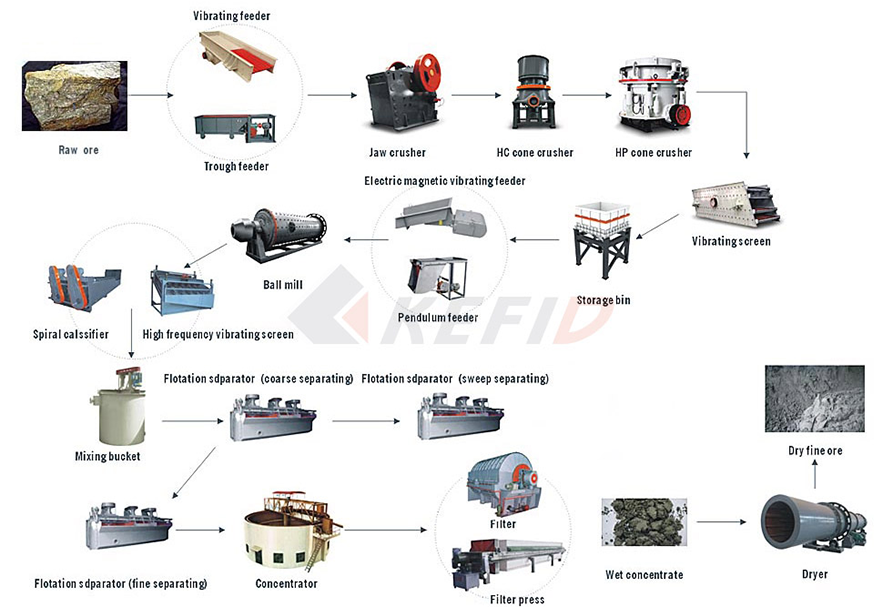 Vibrating feeder
Raw ore
Trough feeder
Jaw crusher
HC cone crusher
HP cone crusher
Electric magnetic vibrating feeder
Vibrating screen
Ball mill
Storage bin
Pendulum feeder
KEFID
Spiral calssifier
High frequency vibrating screen
Flotation sdparator (coarse separating)
Flotation sdparator (sweep separating)
Mixing bucket
Dry fine ore
Filter
Flotation sdparator (fine separating)
Concentrator
Wet concentrate
Dryer
Filter press